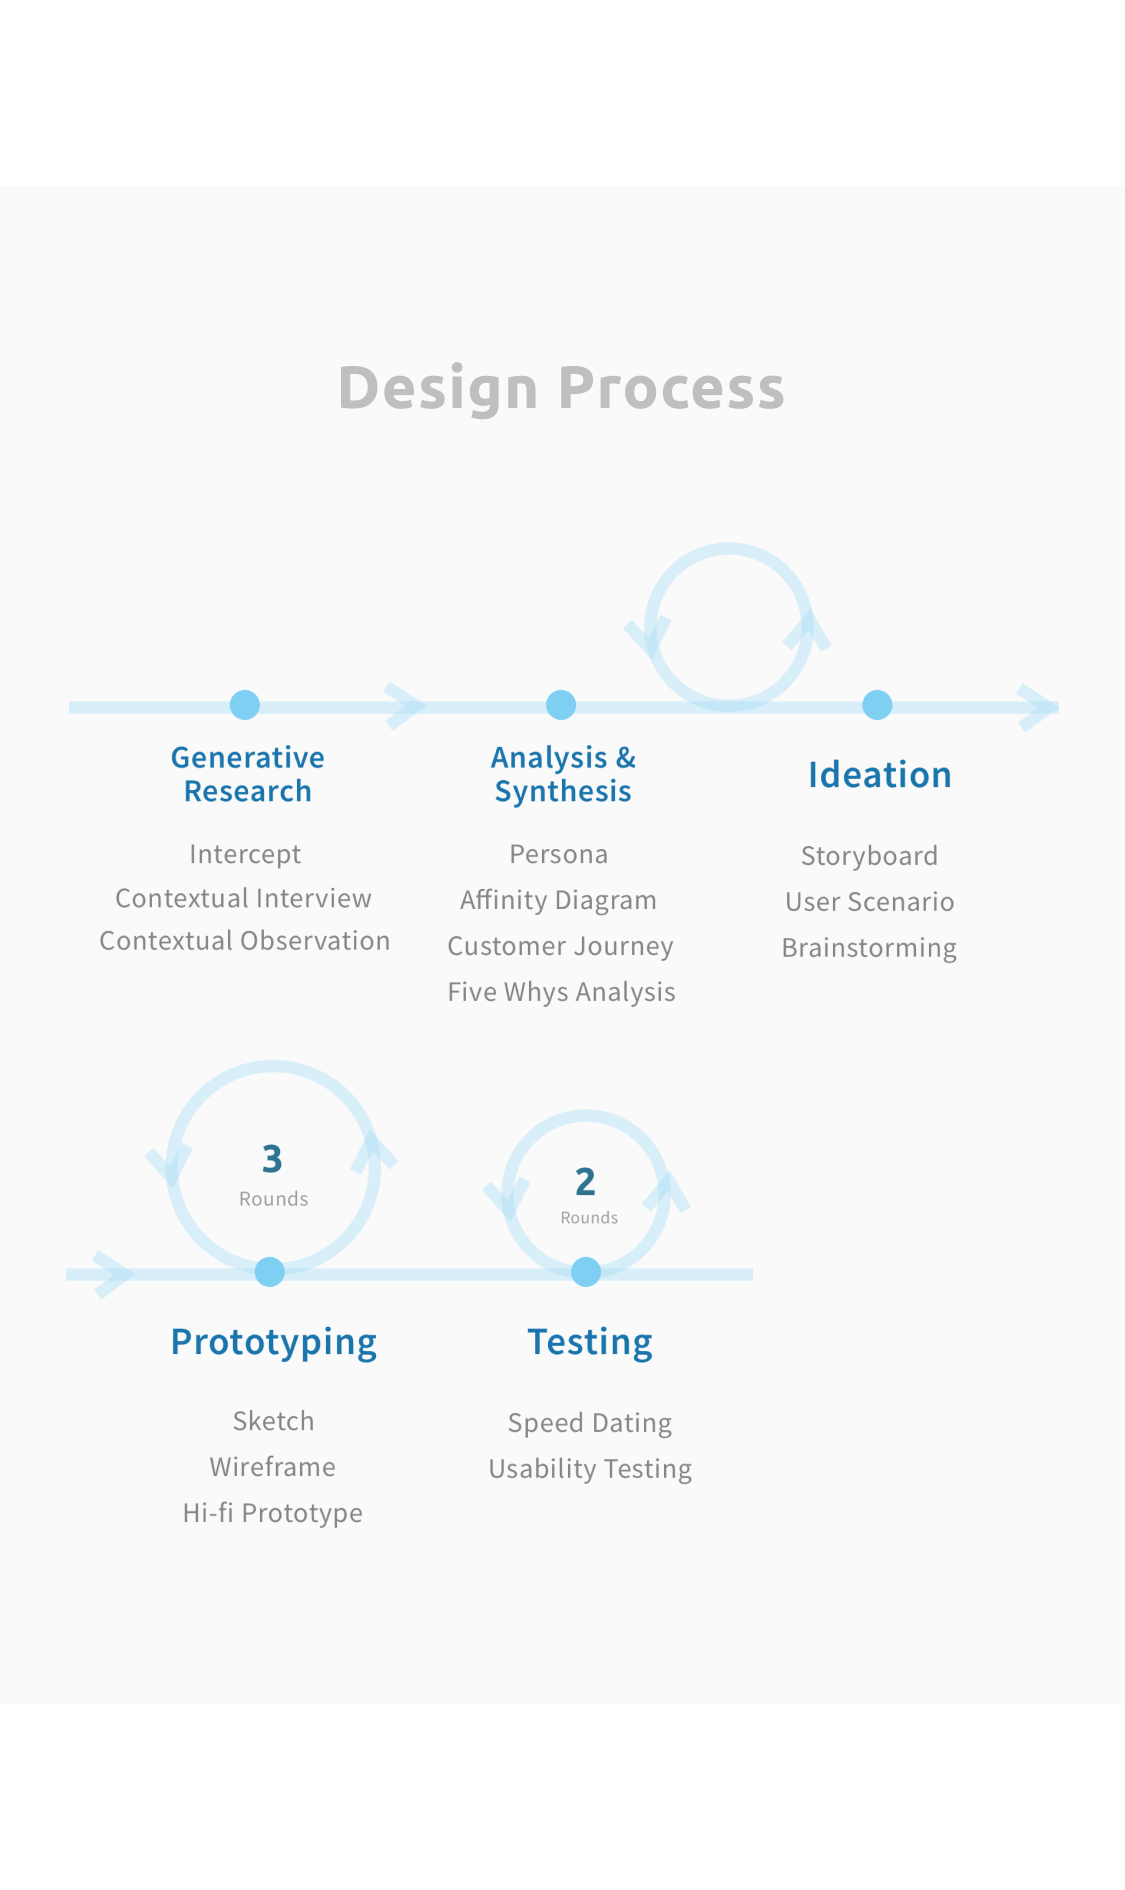 Design Process
Generative
Research
Intercept
Contextual Interview
Contextual Observation
Analysis &
Synthesis
Persona
Affinity Diagram
Customer Journey
Five Whys Analysis
Ideation
Storyboard
User Scenario
Brainstorming
3
Rounds
Prototyping
Sketch
Wireframe
Hi-fi Prototype
2
Rounds
Testing
Speed Dating
Usability Testing